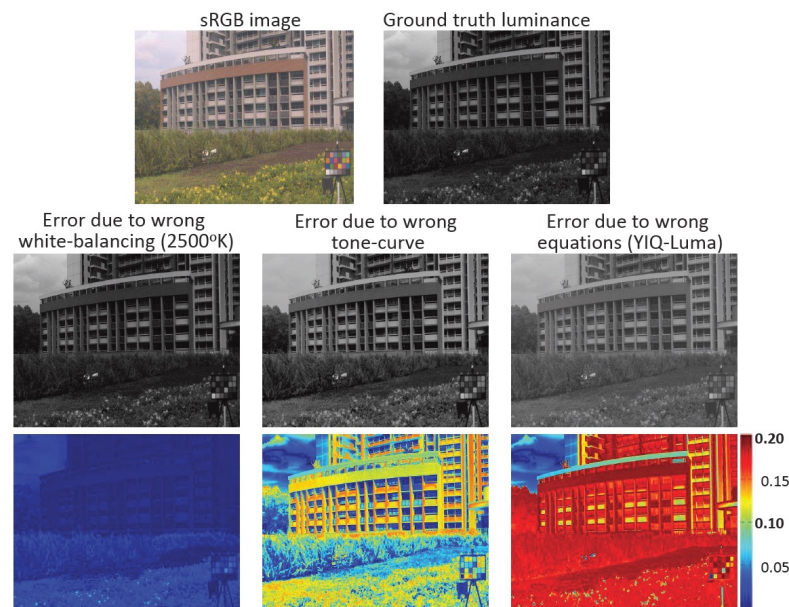 sRGB image
Ground truth luminance
Error due to wrong
white-balancing (2500ºK)
Error due to wrong
tone-curve
Error due to wrong
equations (YIQ-Luma)
0.20
0.15
0.10
0.05